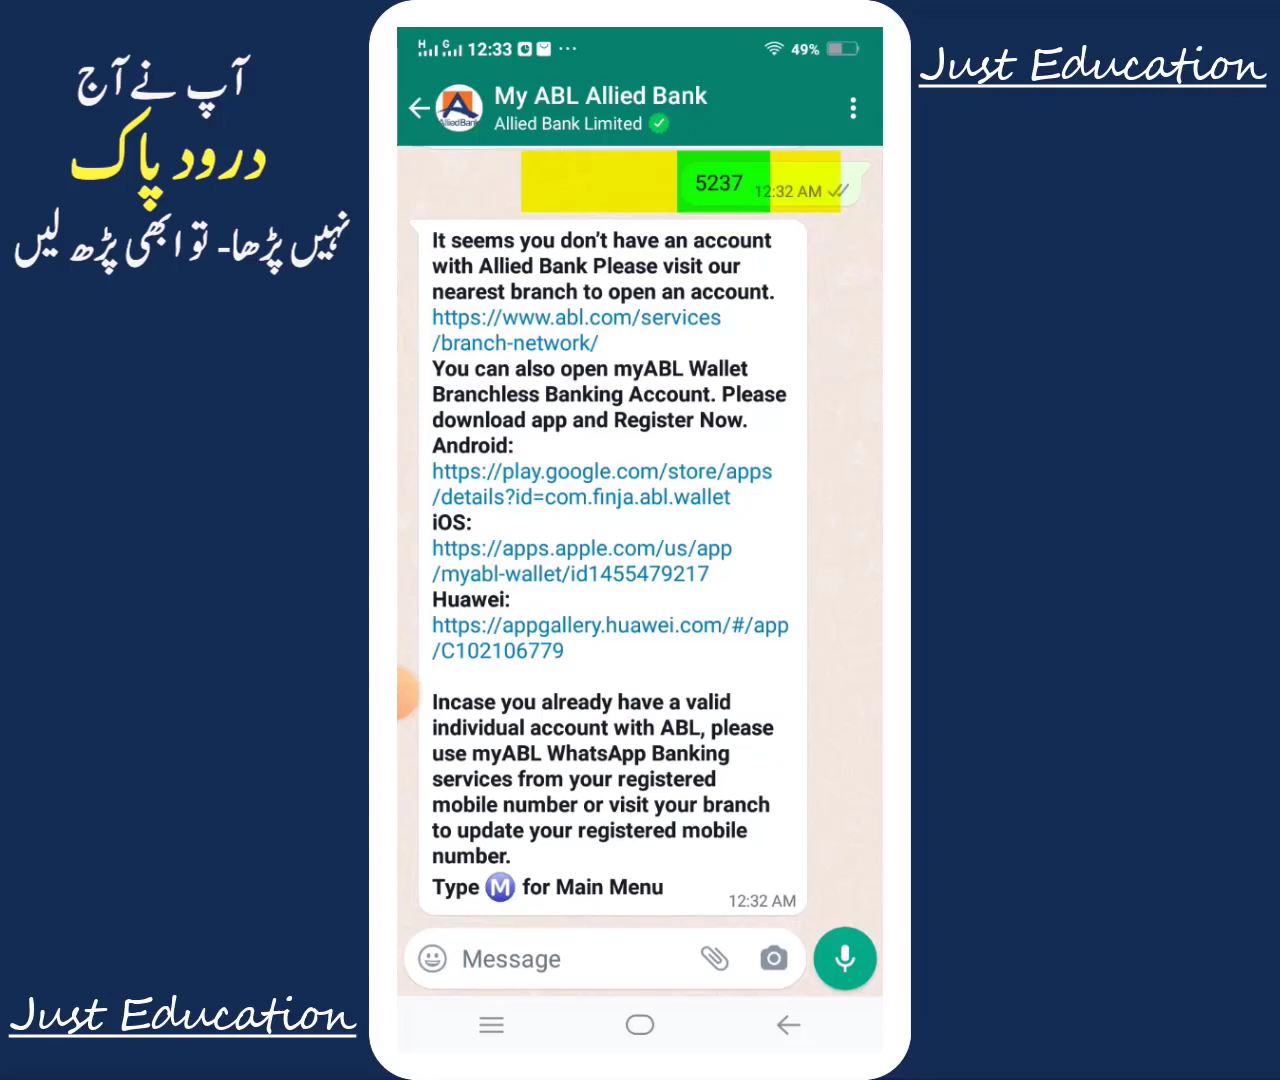 آپ نے آج
درود پاک
نہیں پڑھا۔ تو ابھی پڑھ لیں
Just Education
H G 12:33 ··· 49%
My ABL Allied Bank
AlliedBank
Allied Bank Limited
5237 12:32 AM
It seems you don't have an account
with Allied Bank Please visit our
nearest branch to open an account.
https://www.abl.com/services
/branch-network/
You can also open myABL Wallet
Branchless Banking Account. Please
download app and Register Now.
Android:
https://play.google.com/store/apps
/details?id=com.finja.abl.wallet
iOS:
https://apps.apple.com/us/app
/myabl-wallet/id1455479217
Huawei:
https://appgallery.huawei.com/#/app
/C102106779
Incase you already have a valid
individual account with ABL, please
use myABL WhatsApp Banking
services from your registered
mobile number or visit your branch
to update your registered mobile
number.
Type Ⓜ️ for Main Menu
12:32 AM
Message
Just Education